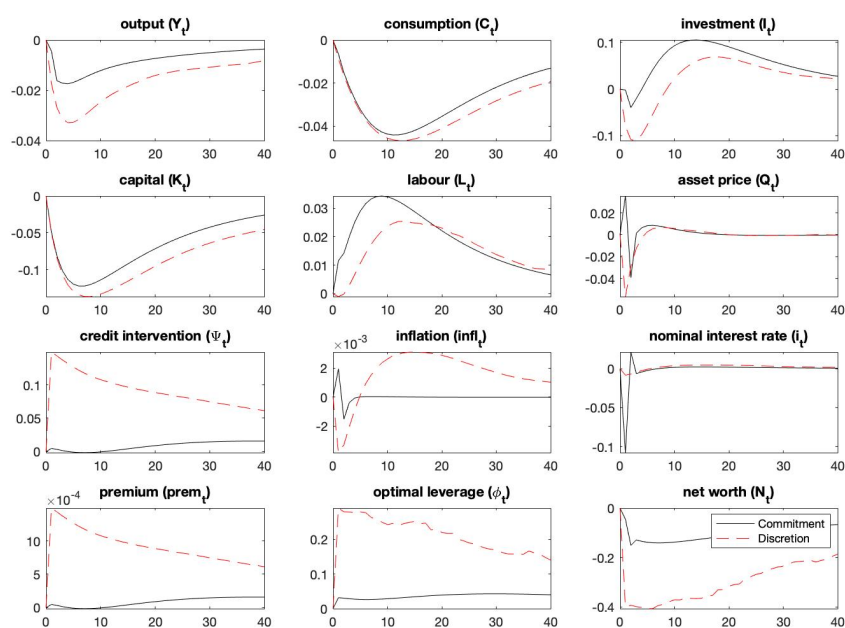 output (Y_t)
consumption (C_t)
investment (I_t)
0
-0.02
-0.04
0 10 20 30 40
0
-0.02
-0.04
0 10 20 30 40
0.1
0
-0.1
0 10 20 30 40
capital (K_t)
labour (L_t)
asset price (Q_t)
0
-0.05
-0.1
0 10 20 30 40
0.03
0.02
0.01
0
0 10 20 30 40
0.02
0
-0.02
-0.04
0 10 20 30 40
credit intervention (Ψ_t)
inflation (infl_t)
nominal interest rate (i_t)
0.1
0.05
0
0 10 20 30 40
×10^-3
2
0
-2
0 10 20 30 40
0
-0.05
-0.1
0 10 20 30 40
premium (prem_t)
optimal leverage (ϕ_t)
net worth (N_t)
×10^-4
10
5
0
0 10 20 30 40
0.2
0.1
0
0 10 20 30 40
0
-0.2
-0.4
0 10 20 30 40
Commitment
Discretion